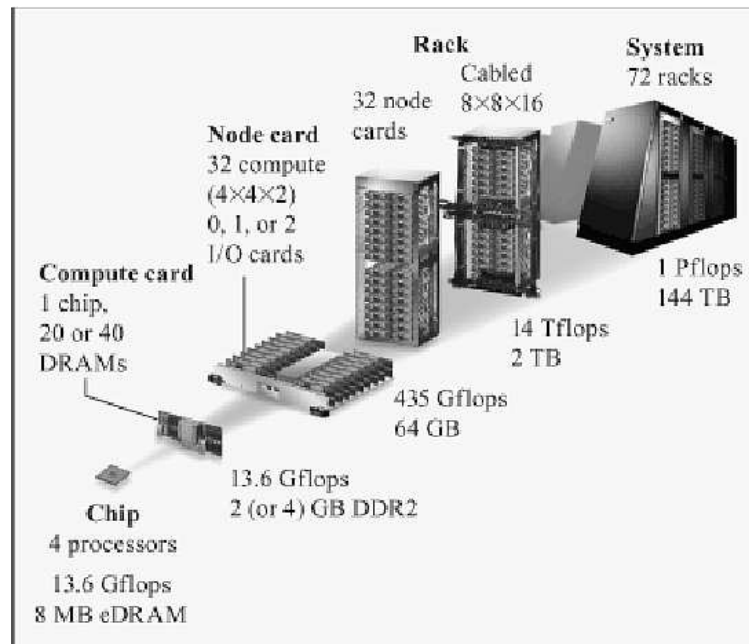 Rack
Cabled
8×8×16
System
72 racks
32 node
cards
Node card
32 compute
(4×4×2)
0, 1, or 2
I/O cards
Compute card
1 chip,
20 or 40
DRAMs
1 Pflops
144 TB
14 Tflops
2 TB
435 Gflops
64 GB
13.6 Gflops
2 (or 4) GB DDR2
Chip
4 processors
13.6 Gflops
8 MB eDRAM